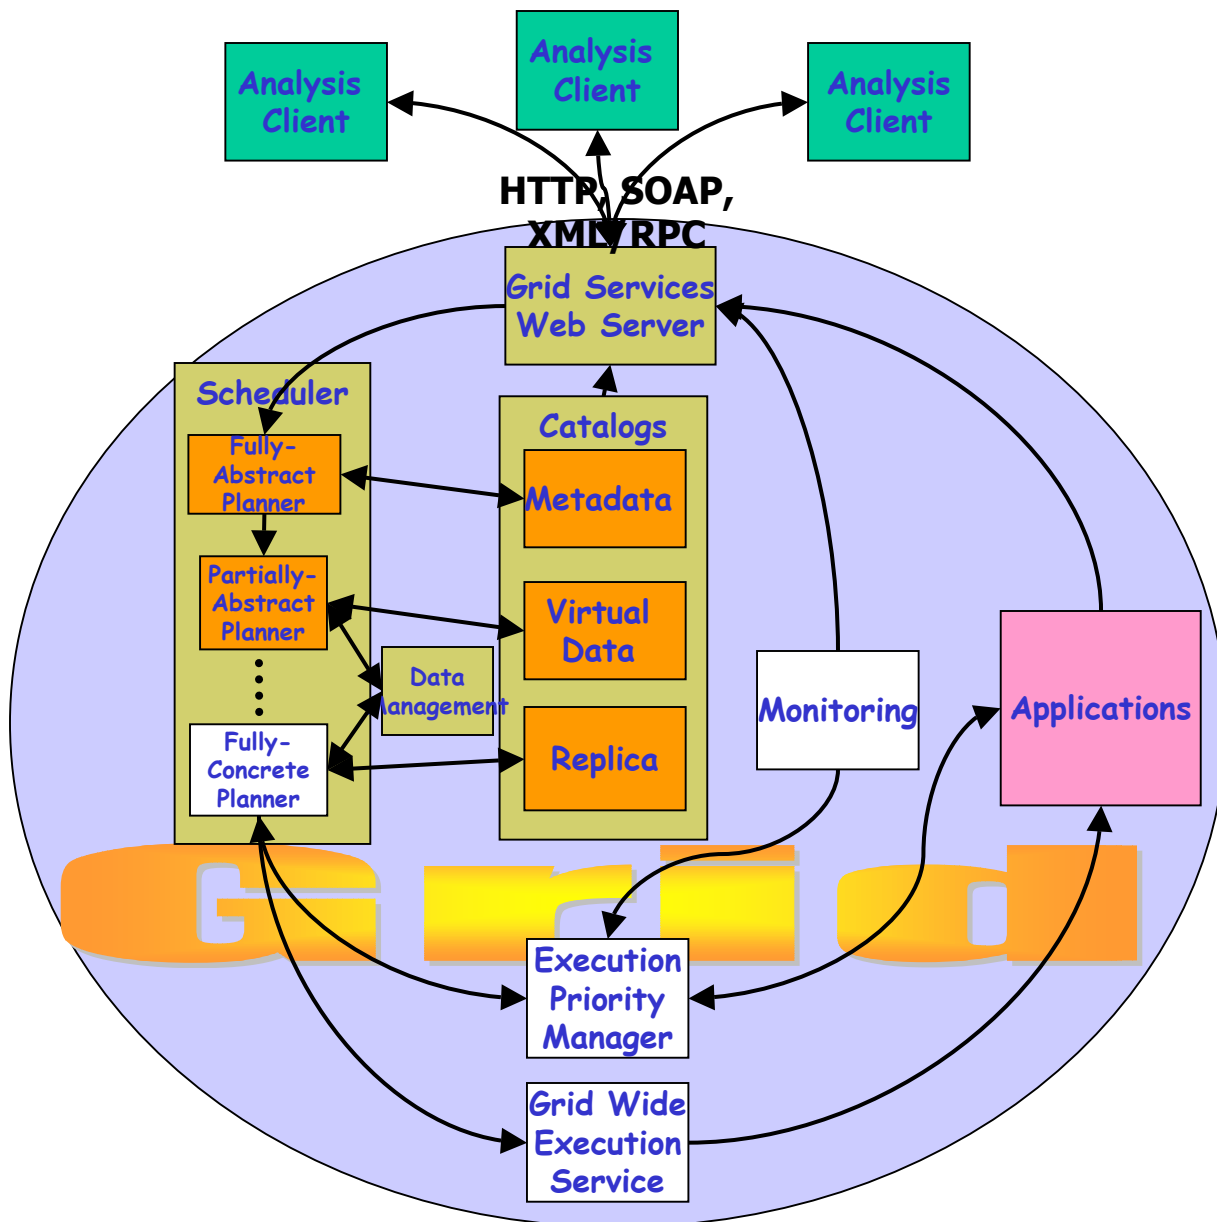 Analysis
Client
Analysis
Client
Analysis
Client
HTTP, SOAP,
XML/RPC
Grid Services
Web Server
Scheduler
Fully-
Abstract
Planner
Partially-
Abstract
Planner
Fully-
Concrete
Planner
Data
Management
Catalogs
Metadata
Virtual
Data
Replica
Monitoring
Applications
Grid
Execution
Priority
Manager
Grid Wide
Execution
Service